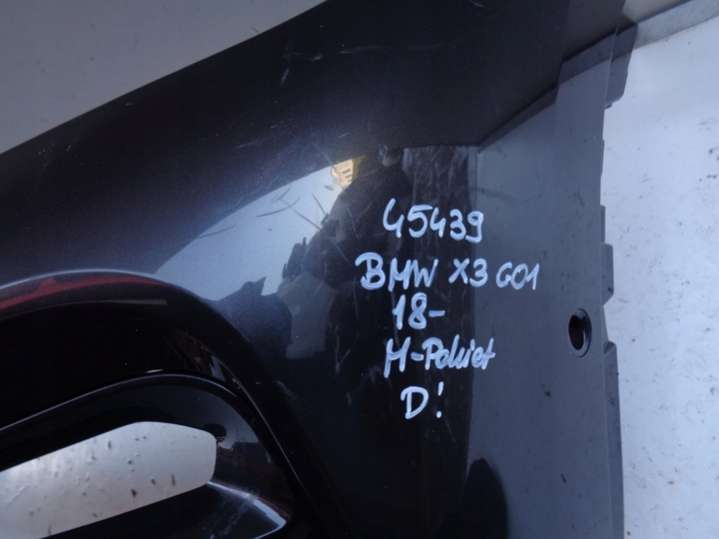 45439
BMW X3 G01
18-
M-Pakiet
D!